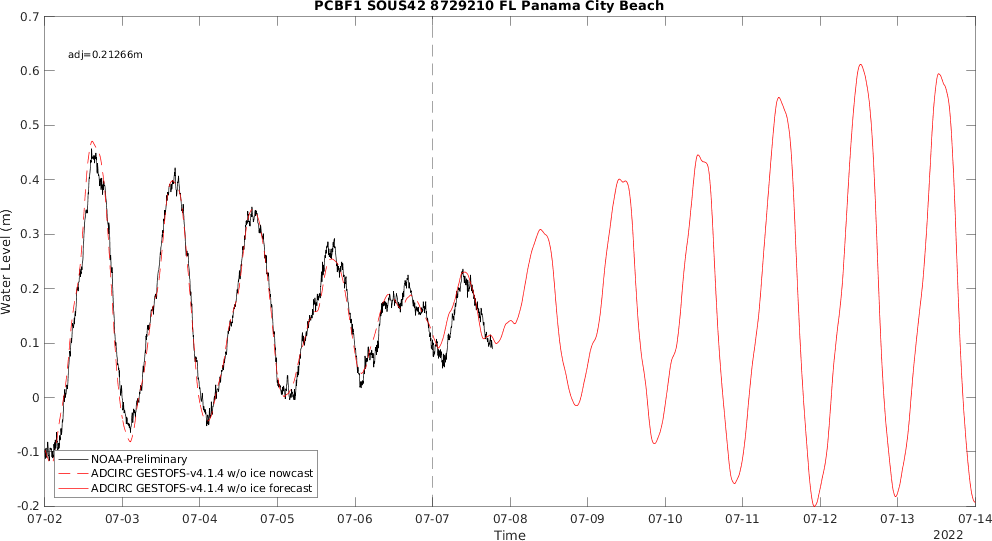 PCBF1 SOUS42 8729210 FL Panama City Beach
0.7
adj=0.21266m
0.6
0.5
0.4
0.3
0.2
0.1
0
-0.1
-0.2
Water Level (m)
NOAA-Preliminary
ADCIRC GESTOFS-v4.1.4 w/o ice nowcast
ADCIRC GESTOFS-v4.1.4 w/o ice forecast
07-02 07-03 07-04 07-05 07-06 07-07 07-08 07-09 07-10 07-11 07-12 07-13 07-14
Time
2022